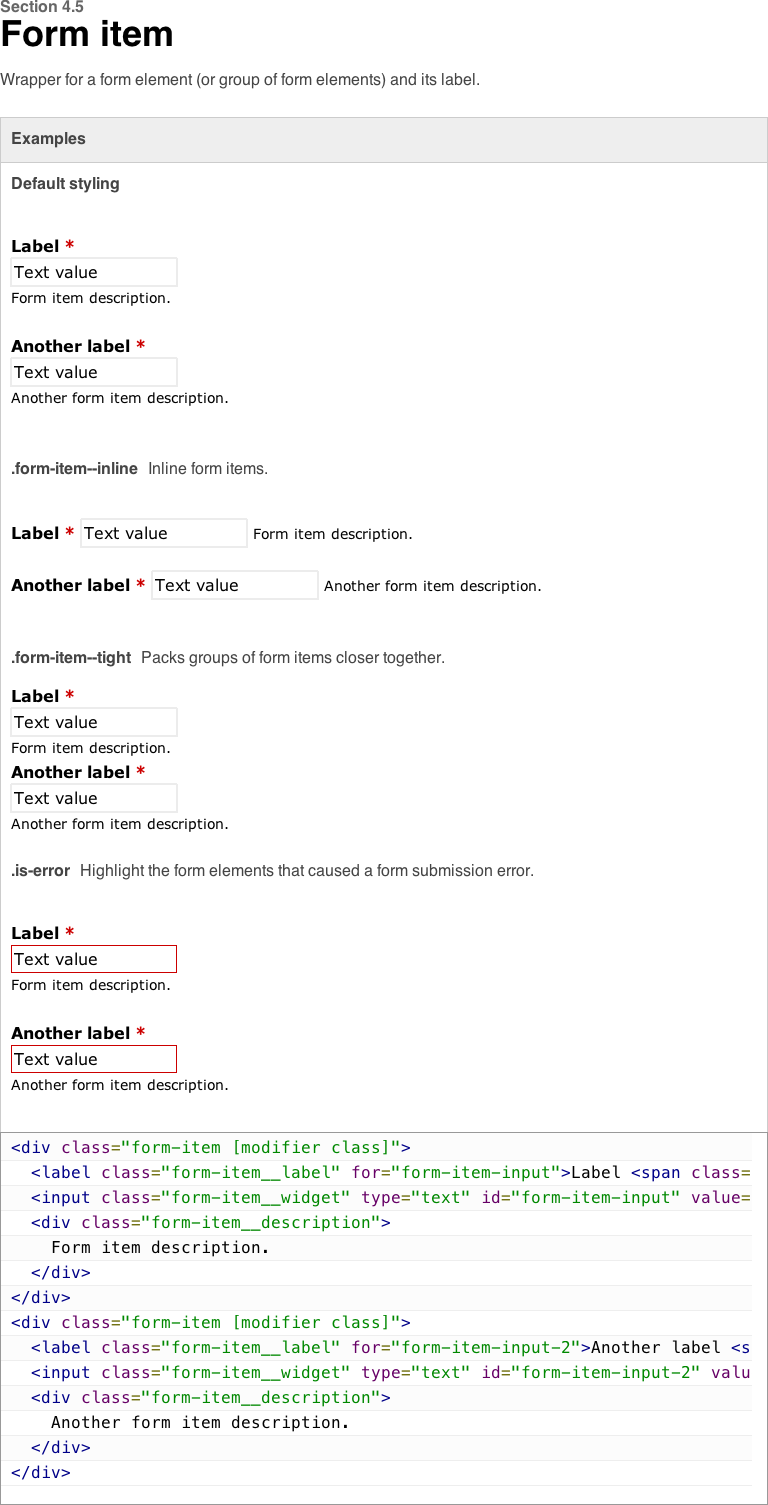 Section 4.5
Form item
Wrapper for a form element (or group of form elements) and its label.
Examples
Default styling
Label *
Text value
Form item description.
Another label *
Text value
Another form item description.
.form-item--inline Inline form items.
Label * Text value Form item description.
Another label * Text value Another form item description.
.form-item--tight Packs groups of form items closer together.
Label *
Text value
Form item description.
Another label *
Text value
Another form item description.
.is-error Highlight the form elements that caused a form submission error.
Label *
Text value
Form item description.
Another label *
Text value
Another form item description.
<div class="form-item [modifier class]">
  <label class="form-item__label" for="form-item-input">Label <span class=
  <input class="form-item__widget" type="text" id="form-item-input" value=
  <div class="form-item__description">
    Form item description.
  </div>
</div>
<div class="form-item [modifier class]">
  <label class="form-item__label" for="form-item-input-2">Another label <s
  <input class="form-item__widget" type="text" id="form-item-input-2" valu
  <div class="form-item__description">
    Another form item description.
  </div>
</div>